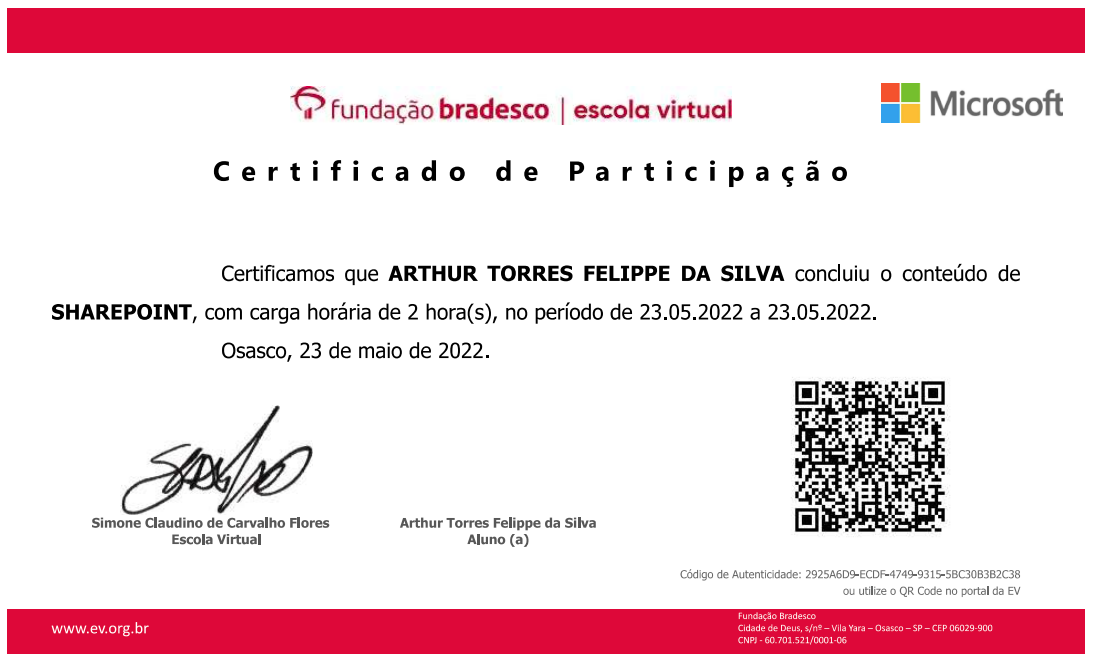 fundação bradesco | escola virtual
Microsoft
Certificado de Participação
Certificamos que ARTHUR TORRES FELIPPE DA SILVA concluiu o conteúdo de
SHAREPOINT, com carga horária de 2 hora(s), no período de 23.05.2022 a 23.05.2022.
Osasco, 23 de maio de 2022.
Simone Claudino de Carvalho Flores
Escola Virtual
Arthur Torres Felippe da Silva
Aluno (a)
Código de Autenticidade: 2925A6D9-ECDF-4749-9315-5BC30B3B2C38
ou utilize o QR Code no portal da EV
www.ev.org.br
Fundação Bradesco
Cidade de Deus, s/nº – Vila Yara – Osasco – SP – CEP 06029-900
CNPJ - 60.701.521/0001-06